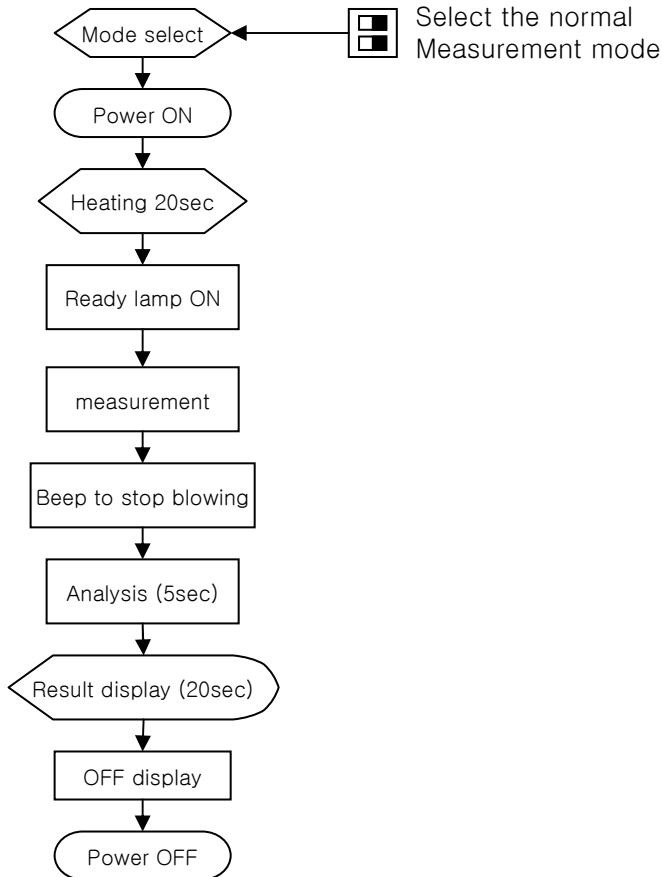 Mode select
Select the normal
Measurement mode
Power ON
Heating 20sec
Ready lamp ON
measurement
Beep to stop blowing
Analysis (5sec)
Result display (20sec)
OFF display
Power OFF